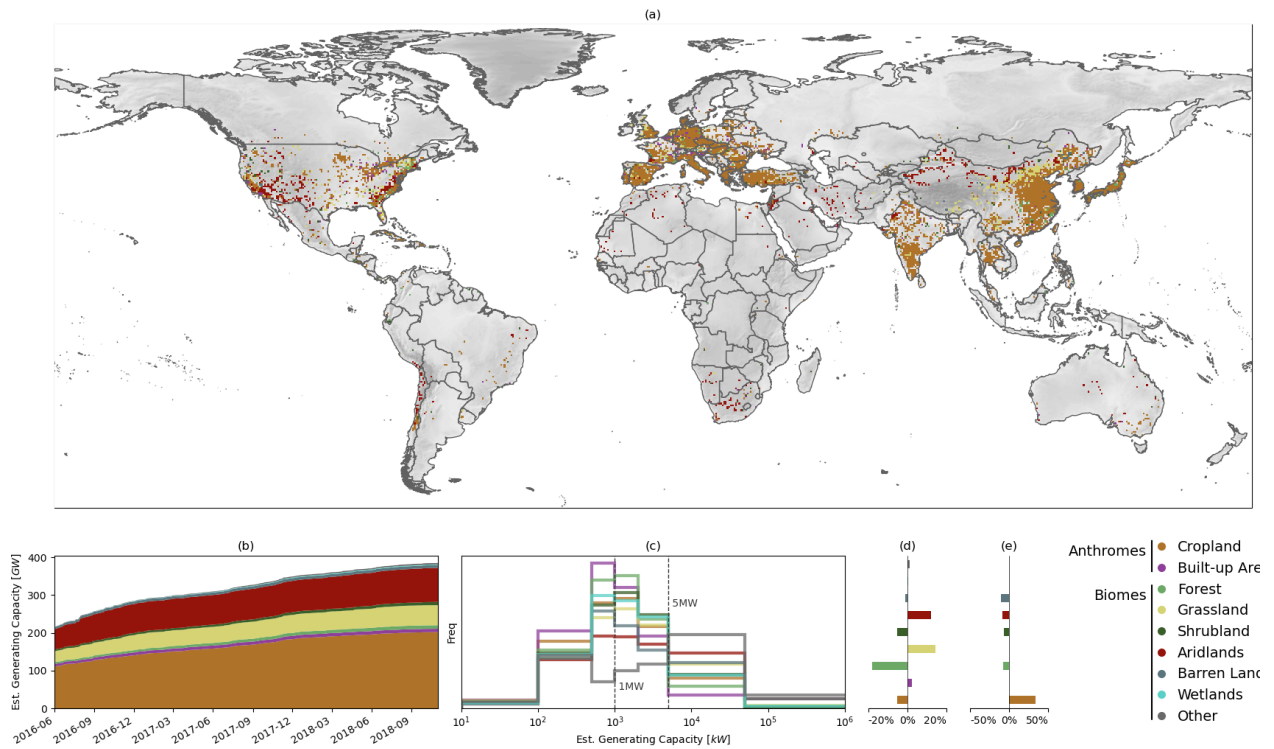 (a)
(b)
Est. Generating Capacity [GW]
400
300
200
100
0
2016-06
2016-09
2016-12
2017-03
2017-06
2017-09
2017-12
2018-03
2018-06
2018-09
(c)
Freq
5MW
1MW
10¹
10²
10³
10⁴
10⁵
10⁶
Est. Generating Capacity [kW]
(d)
-20%
0%
20%
(e)
-50%
0%
50%
Anthromes
Cropland
Built-up Are
Biomes
Forest
Grassland
Shrubland
Aridlands
Barren Lanc
Wetlands
Other